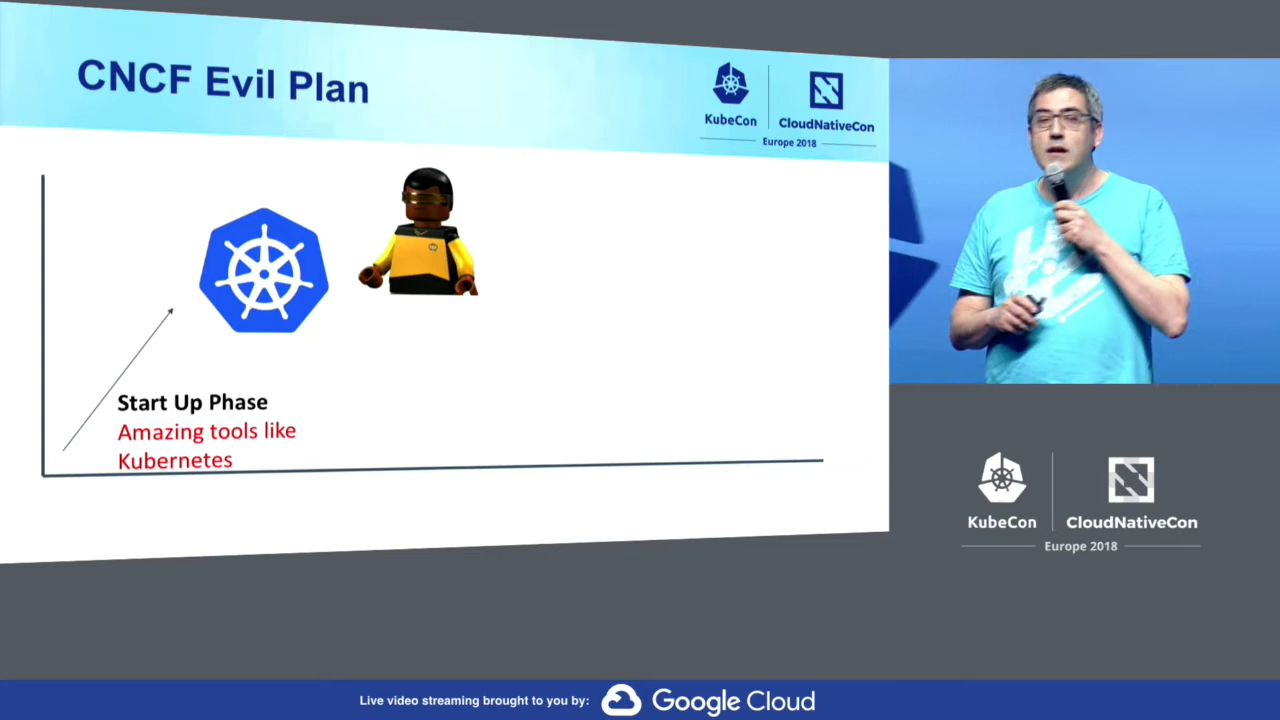 CNCF Evil Plan
KubeCon
CloudNativeCon
Europe 2018
Start Up Phase
Amazing tools like
Kubernetes
KubeCon
CloudNativeCon
Europe 2018
Live video streaming brought to you by:
Google Cloud